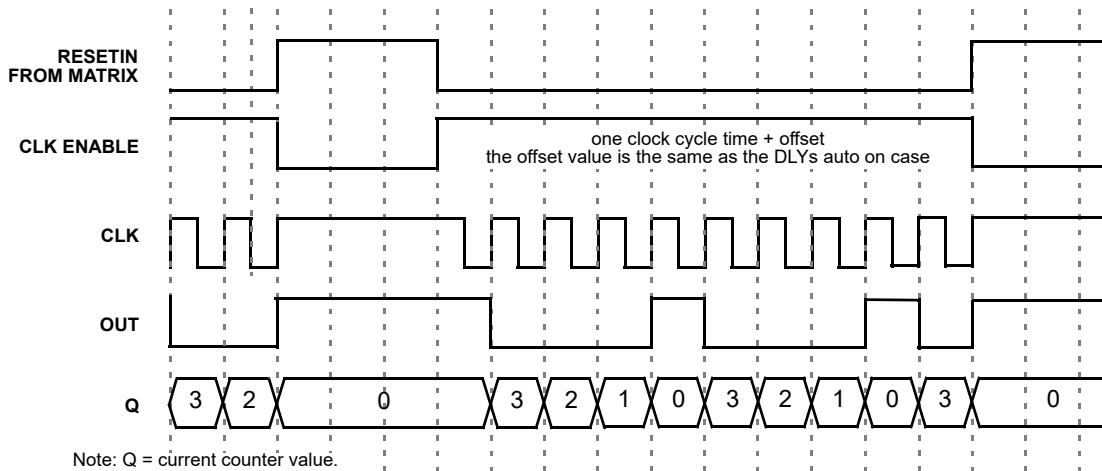 RESETIN
FROM MATRIX
CLK ENABLE
one clock cycle time + offset
the offset value is the same as the DLYs auto on case
CLK
OUT
Q
3 2 0 3 2 1 0 3 2 1 0 3 0
Note: Q = current counter value.